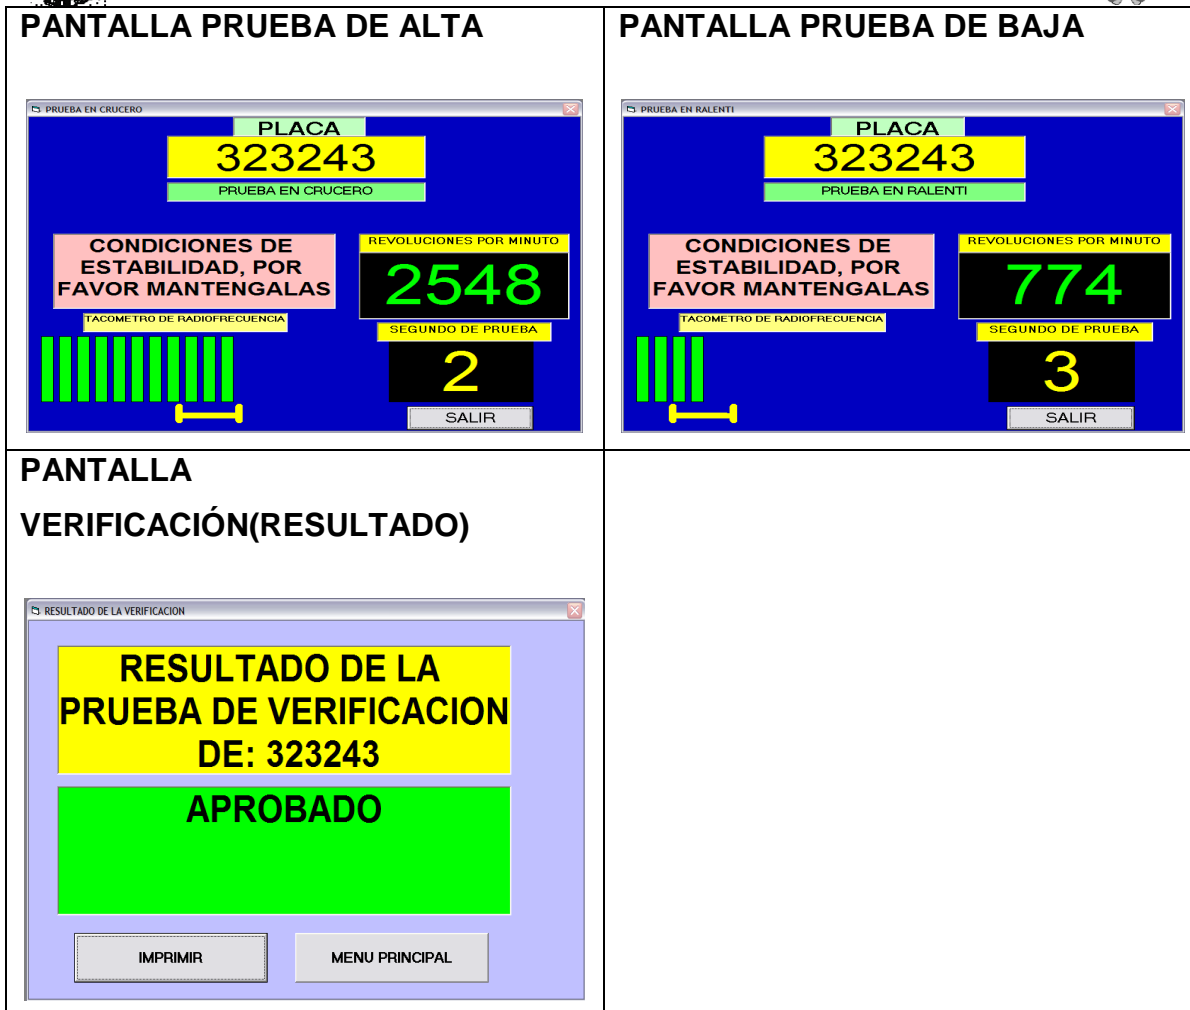 PANTALLA PRUEBA DE ALTA
PRUEBA EN CRUCERO
PLACA
323243
PRUEBA EN CRUCERO
CONDICIONES DE
ESTABILIDAD, POR
FAVOR MANTENGALAS
TACOMETRO DE RADIOFRECUENCIA
REVOLUCIONES POR MINUTO
2548
SEGUNDO DE PRUEBA
2
SALIR
PANTALLA PRUEBA DE BAJA
PRUEBA EN RALENTI
PLACA
323243
PRUEBA EN RALENTI
CONDICIONES DE
ESTABILIDAD, POR
FAVOR MANTENGALAS
TACOMETRO DE RADIOFRECUENCIA
REVOLUCIONES POR MINUTO
774
SEGUNDO DE PRUEBA
3
SALIR
PANTALLA
VERIFICACIÓN(RESULTADO)
RESULTADO DE LA VERIFICACION
RESULTADO DE LA
PRUEBA DE VERIFICACION
DE: 323243
APROBADO
IMPRIMIR
MENU PRINCIPAL